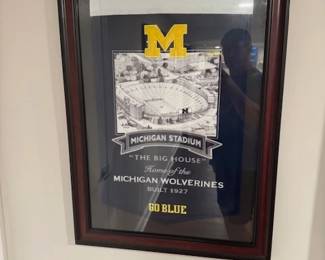 M
M
MICHIGAN STADIUM
"THE BIG HOUSE"
Home of the
MICHIGAN WOLVERINES
BUILT 1927
GO BLUE